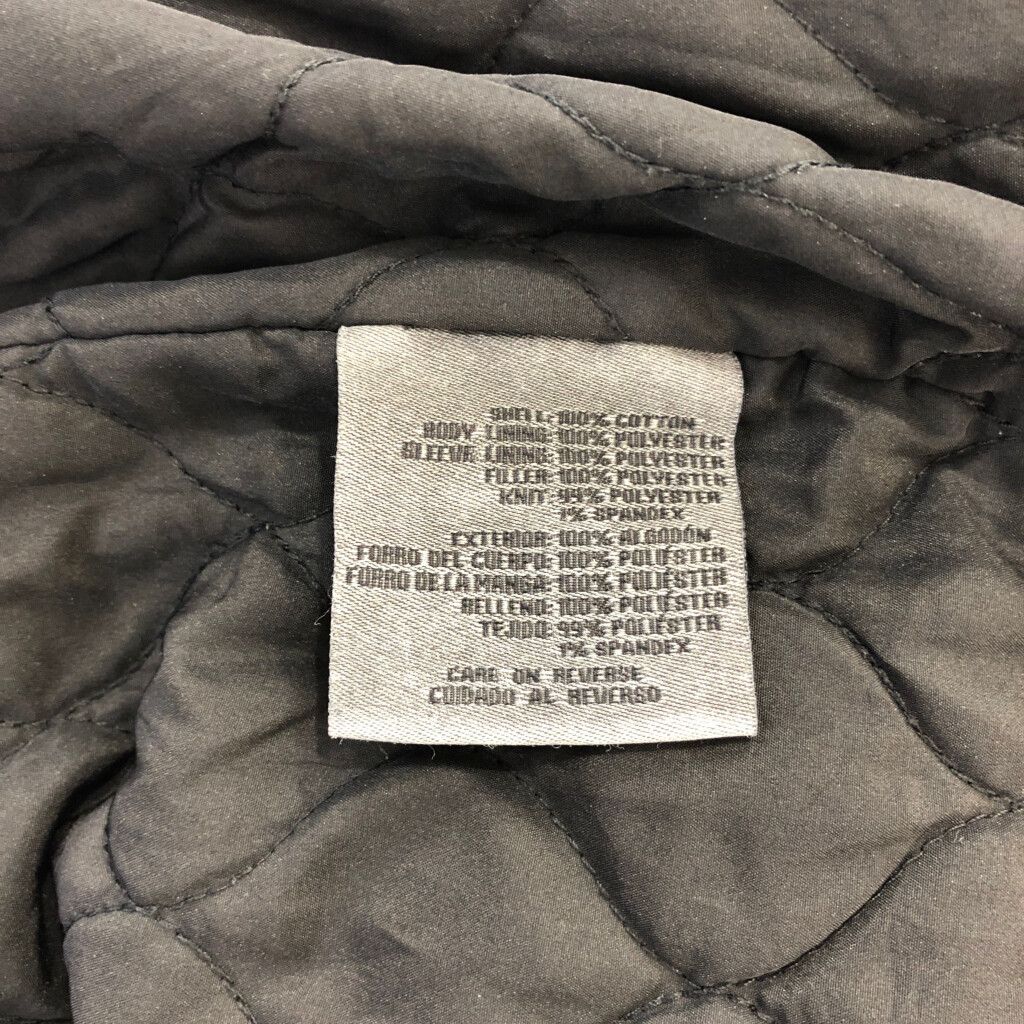 SHELL: 100% COTTON
BODY LINING: 100% POLYESTER
SLEEVE LINING: 100% POLYESTER
FILLER: 100% POLYESTER
KNIT: 99% POLYESTER
1% SPANDEX
EXTERIOR: 100% ALGODÓN
FORRO DEL CUERPO: 100% POLIÉSTER
FORRO DE LA MANGA: 100% POLIÉSTER
RELLENO: 100% POLIÉSTER
TEJIDO: 99% POLIÉSTER
1% SPANDEX
CARE ON REVERSE
CUIDADO AL REVERSO